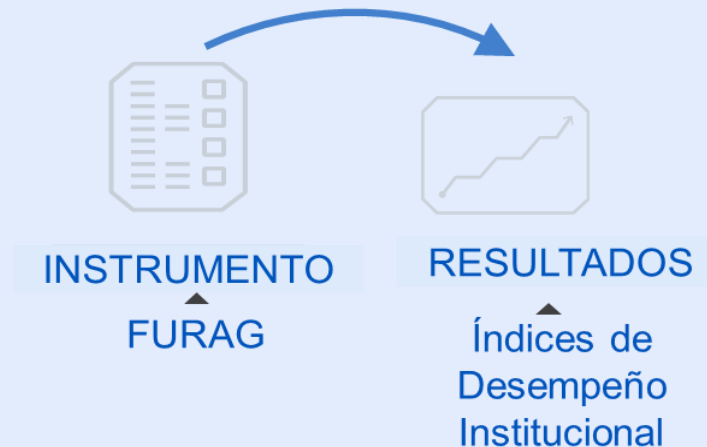 INSTRUMENTO
FURAG
RESULTADOS
Índices de
Desempeño
Institucional